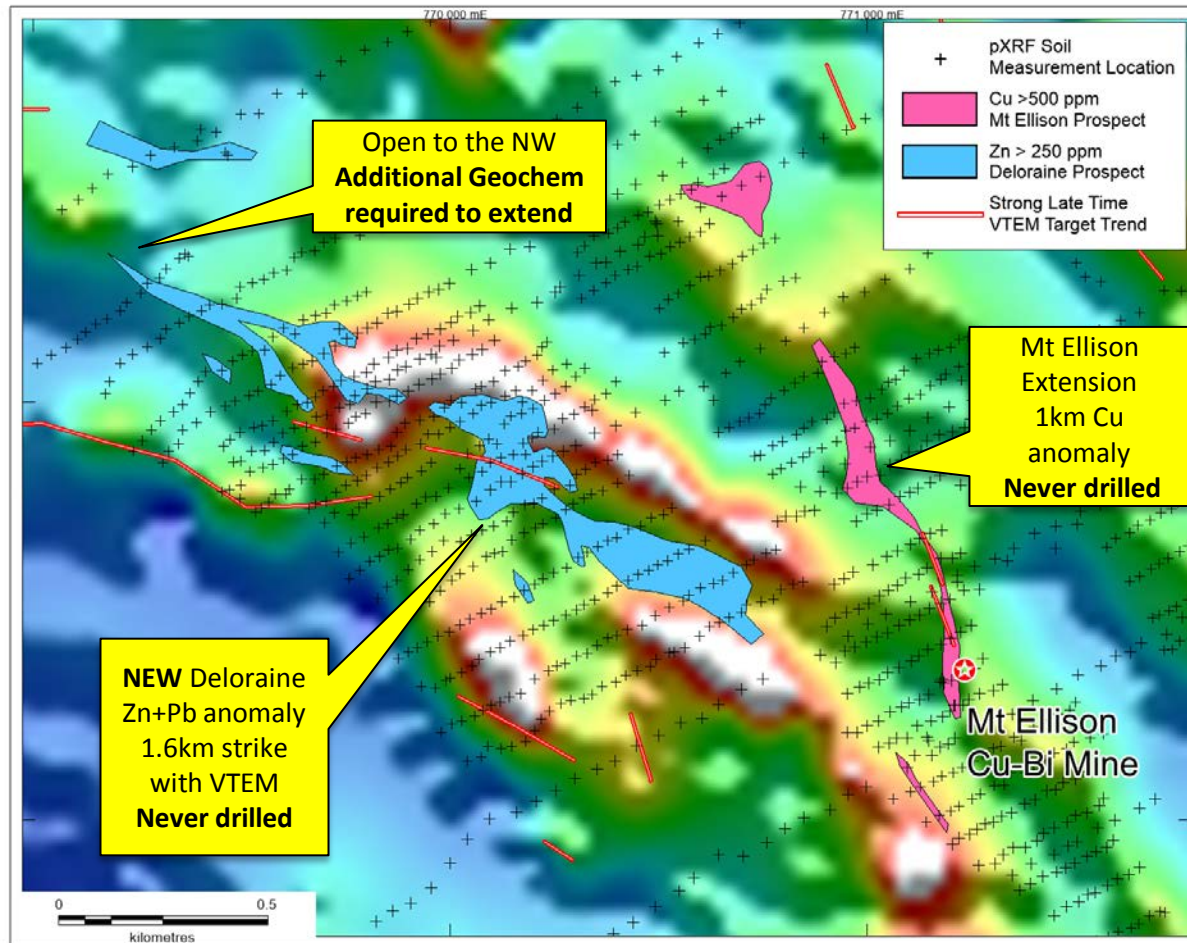 770 000 mE
771 000 mE
pXRF Soil
Measurement Location
Cu >500 ppm
Mt Ellison Prospect
Zn > 250 ppm
Deloraine Prospect
Strong Late Time
VTEM Target Trend
Open to the NW
Additional Geochem
required to extend
Mt Ellison
Extension
1km Cu
anomaly
Never drilled
NEW Deloraine
Zn+Pb anomaly
1.6km strike
with VTEM
Never drilled
Mt Ellison
Cu-Bi Mine
0 0.5
kilometres